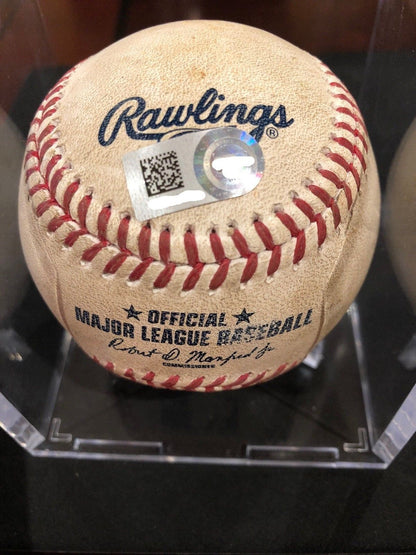 Rawlings®
★ OFFICIAL ★
MAJOR LEAGUE BASEBALL
Robert D. Manfred Jr.
COMMISSIONER